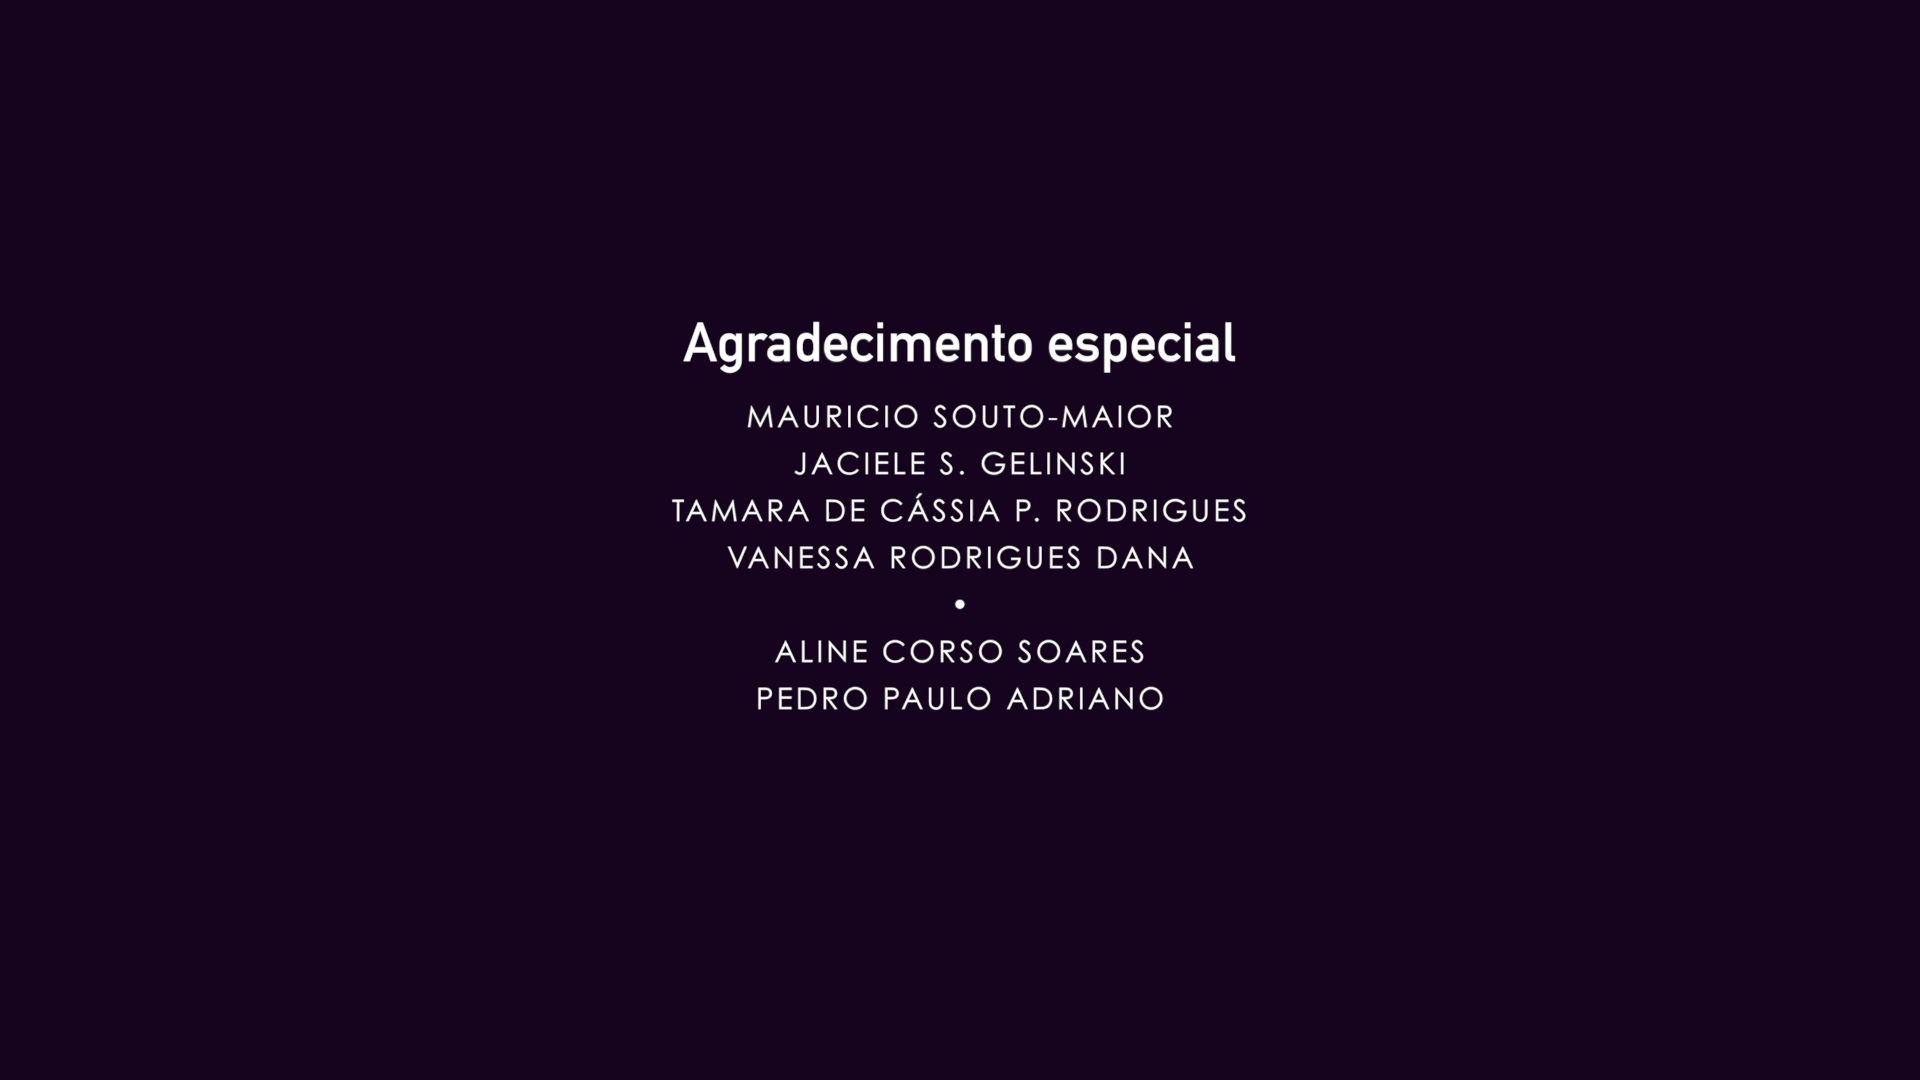 Agradecimento especial
MAURICIO SOUTO-MAIOR
JACIELE S. GELINSKI
TAMARA DE CÁSSIA P. RODRIGUES
VANESSA RODRIGUES DANA
•
ALINE CORSO SOARES
PEDRO PAULO ADRIANO